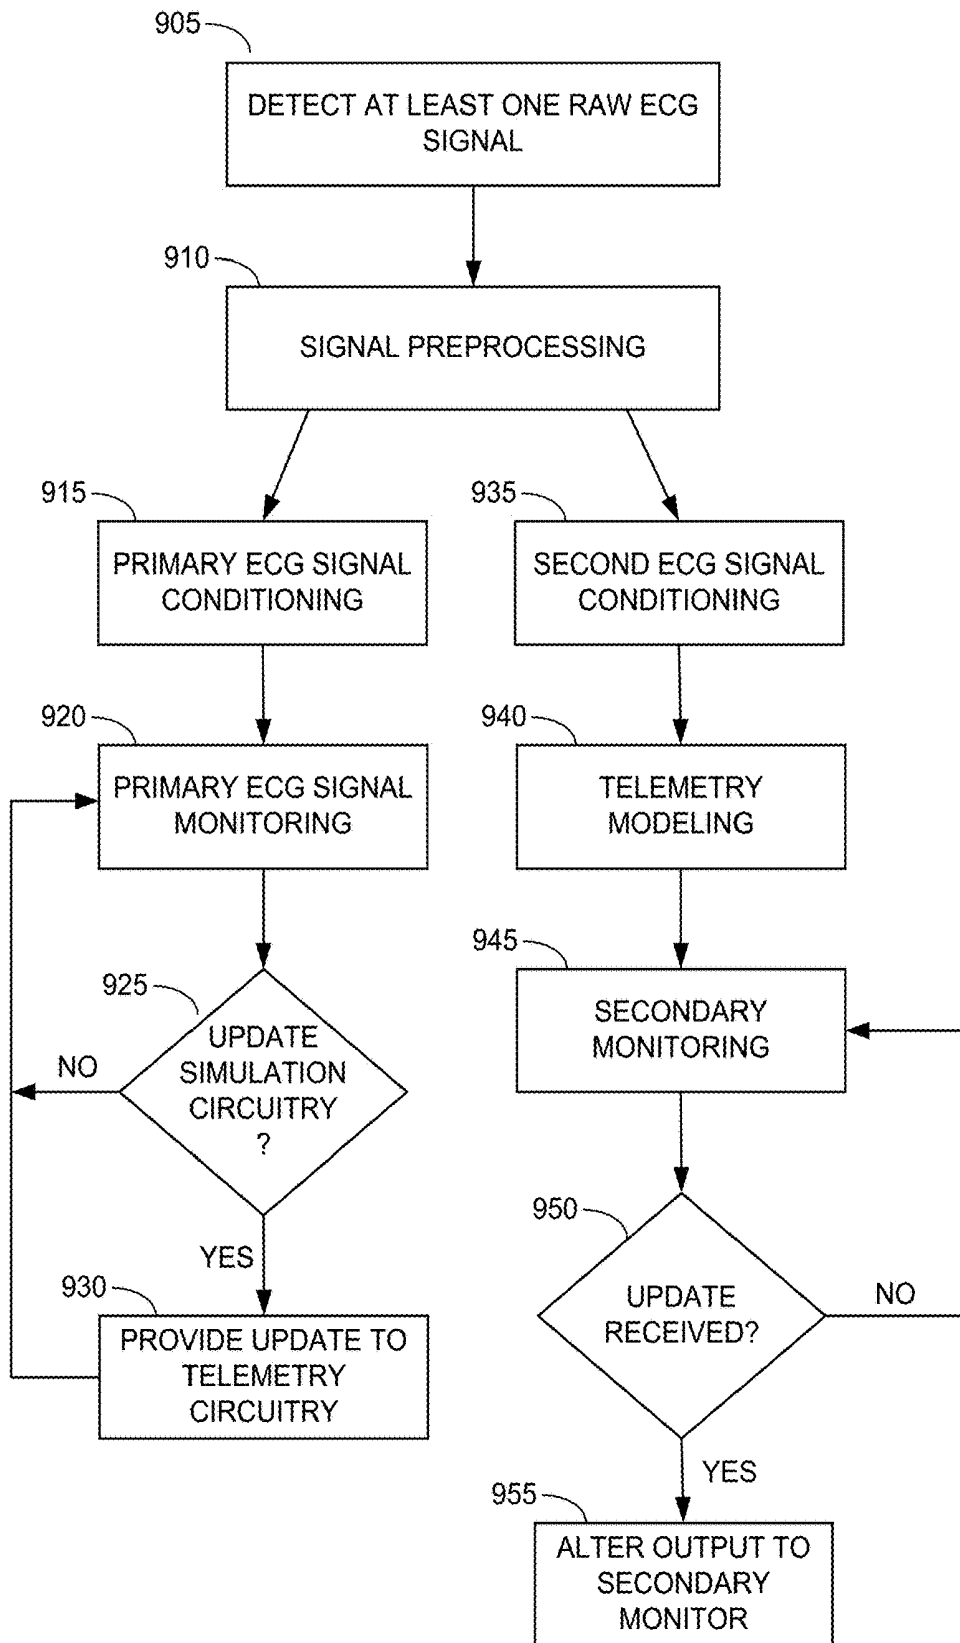 905
DETECT AT LEAST ONE RAW ECG
SIGNAL
910
SIGNAL PREPROCESSING
915
PRIMARY ECG SIGNAL
CONDITIONING
920
PRIMARY ECG SIGNAL
MONITORING
925
UPDATE
SIMULATION
CIRCUITRY
?
NO
YES
930
PROVIDE UPDATE TO
TELEMETRY
CIRCUITRY
935
SECOND ECG SIGNAL
CONDITIONING
940
TELEMETRY
MODELING
945
SECONDARY
MONITORING
950
UPDATE
RECEIVED?
NO
YES
955
ALTER OUTPUT TO
SECONDARY
MONITOR